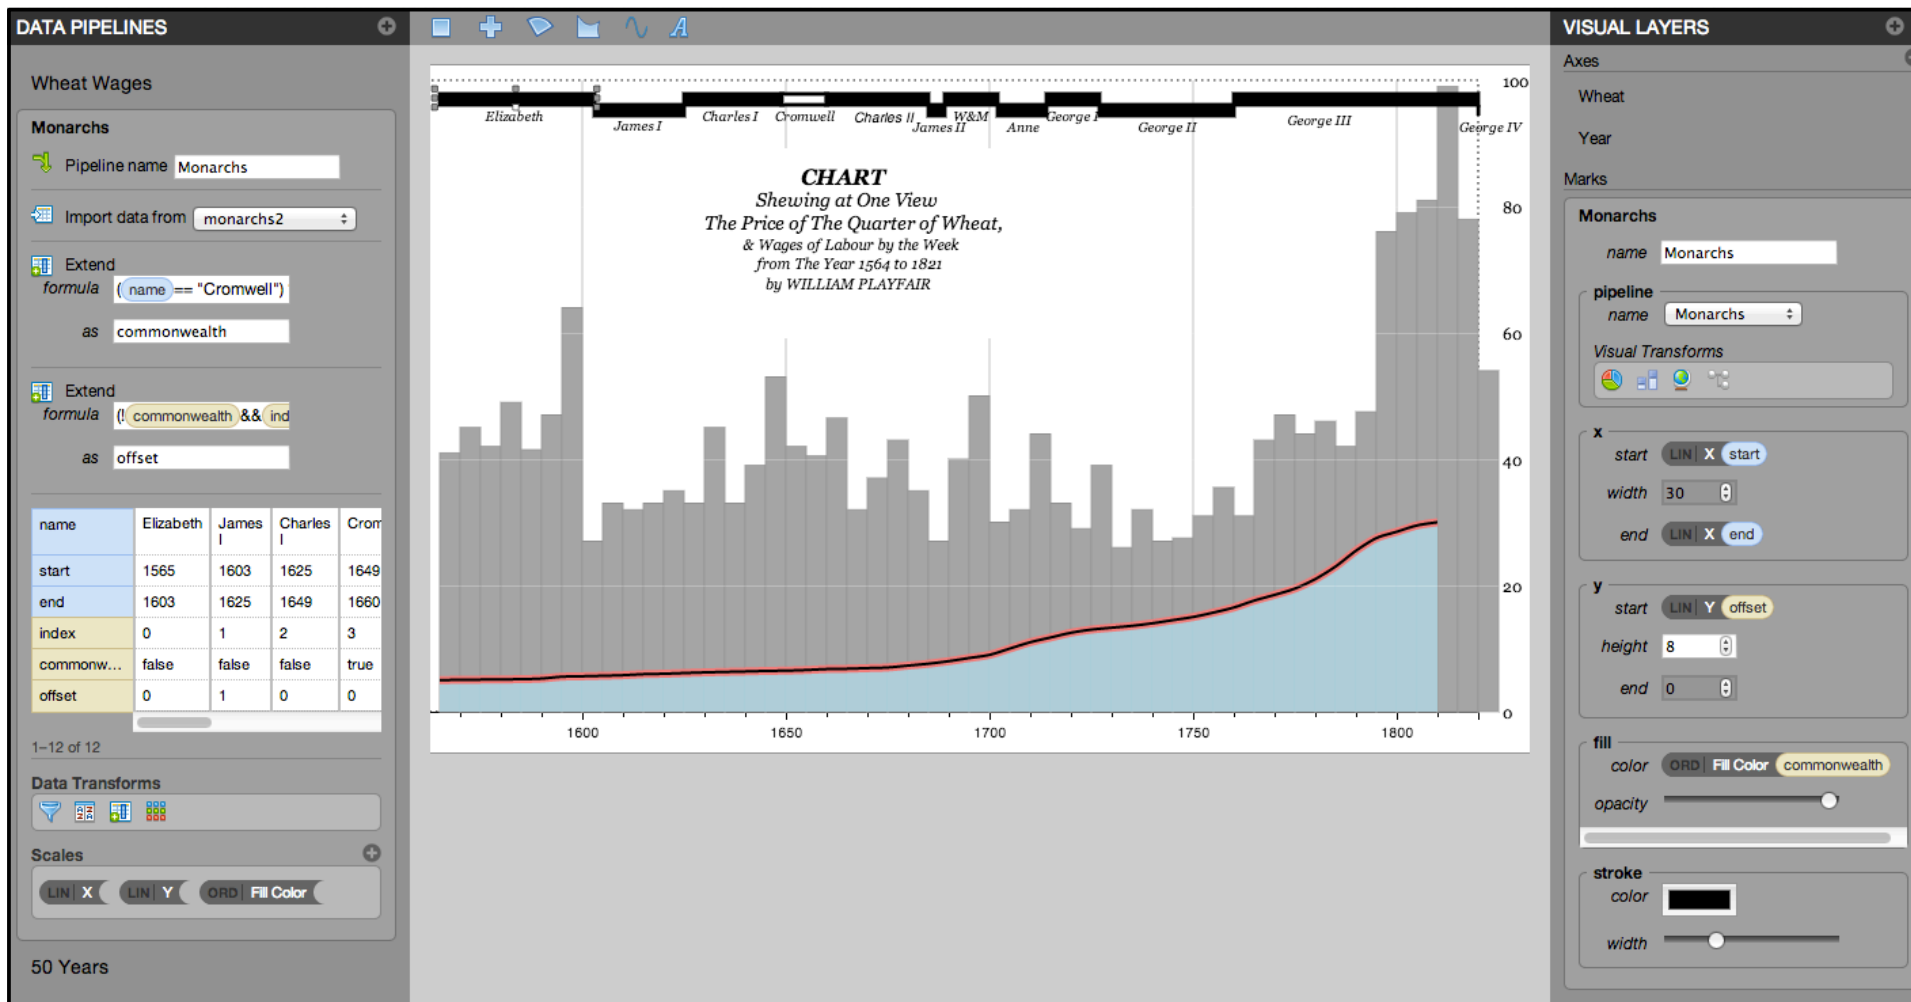 DATA PIPELINES
Wheat Wages
Monarchs
Pipeline name Monarchs
Import data from monarchs2
Extend
formula (name == "Cromwell")
as commonwealth
Extend
formula (! commonwealth && ind
as offset
name Elizabeth James I Charles I Crom
start 1565 1603 1625 1649
end 1603 1625 1649 1660
index 0 1 2 3
commonw... false false false true
offset 0 1 0 0
1–12 of 12
Data Transforms
Scales
LIN X LIN Y ORD Fill Color
50 Years
A
Elizabeth James I Charles I Cromwell Charles II James II W&M Anne George I George II George III George IV
CHART
Shewing at One View
The Price of The Quarter of Wheat,
& Wages of Labour by the Week
from The Year 1564 to 1821
by WILLIAM PLAYFAIR
100
80
60
40
20
0
1600 1650 1700 1750 1800
VISUAL LAYERS
Axes
Wheat
Year
Marks
Monarchs
name Monarchs
pipeline
name Monarchs
Visual Transforms
x
start LIN X start
width 30
end LIN X end
y
start LIN Y offset
height 8
end 0
fill
color ORD Fill Color commonwealth
opacity
stroke
color
width